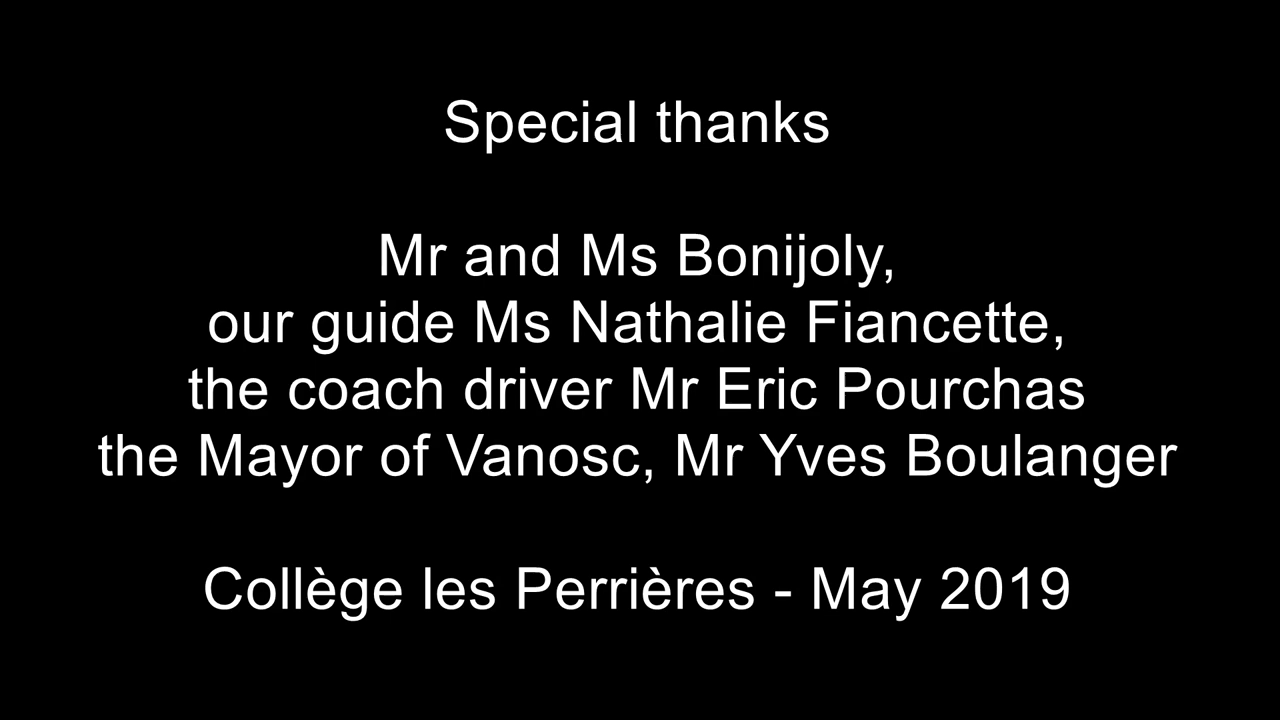 Special thanks
Mr and Ms Bonijoly,
our guide Ms Nathalie Fiancette,
the coach driver Mr Eric Pourchas
the Mayor of Vanosc, Mr Yves Boulanger
Collège les Perrières - May 2019